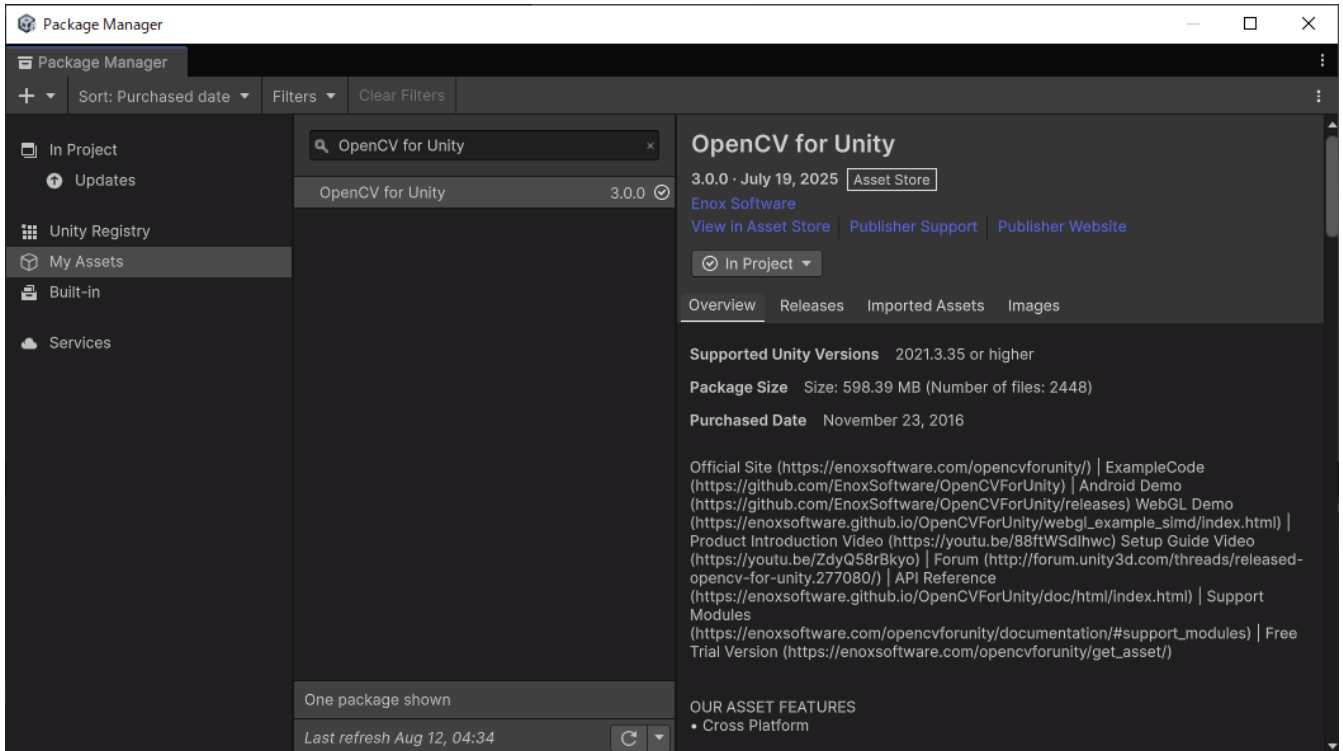 Package Manager
Package Manager
+ Sort: Purchased date Filters Clear Filters
In Project
Updates
Unity Registry
My Assets
Built-in
Services
OpenCV for Unity
OpenCV for Unity 3.0.0
One package shown
Last refresh Aug 12, 04:34
OpenCV for Unity
3.0.0 · July 19, 2025 Asset Store
Enox Software
View in Asset Store Publisher Support Publisher Website
In Project
Overview Releases Imported Assets Images
Supported Unity Versions 2021.3.35 or higher
Package Size Size: 598.39 MB (Number of files: 2448)
Purchased Date November 23, 2016
Official Site (https://enoxsoftware.com/opencvforunity/) | ExampleCode
(https://github.com/EnoxSoftware/OpenCVForUnity) | Android Demo
(https://github.com/EnoxSoftware/OpenCVForUnity/releases) WebGL Demo
(https://enoxsoftware.github.io/OpenCVForUnity/webgl_example_simd/index.html) |
Product Introduction Video (https://youtu.be/88ftWSdIhwc) Setup Guide Video
(https://youtu.be/ZdyQ58rBkyo) | Forum (http://forum.unity3d.com/threads/released-
opencv-for-unity.277080/) | API Reference
(https://enoxsoftware.github.io/OpenCVForUnity/doc/html/index.html) | Support
Modules
(https://enoxsoftware.com/opencvforunity/documentation/#support_modules) | Free
Trial Version (https://enoxsoftware.com/opencvforunity/get_asset/)
OUR ASSET FEATURES
• Cross Platform